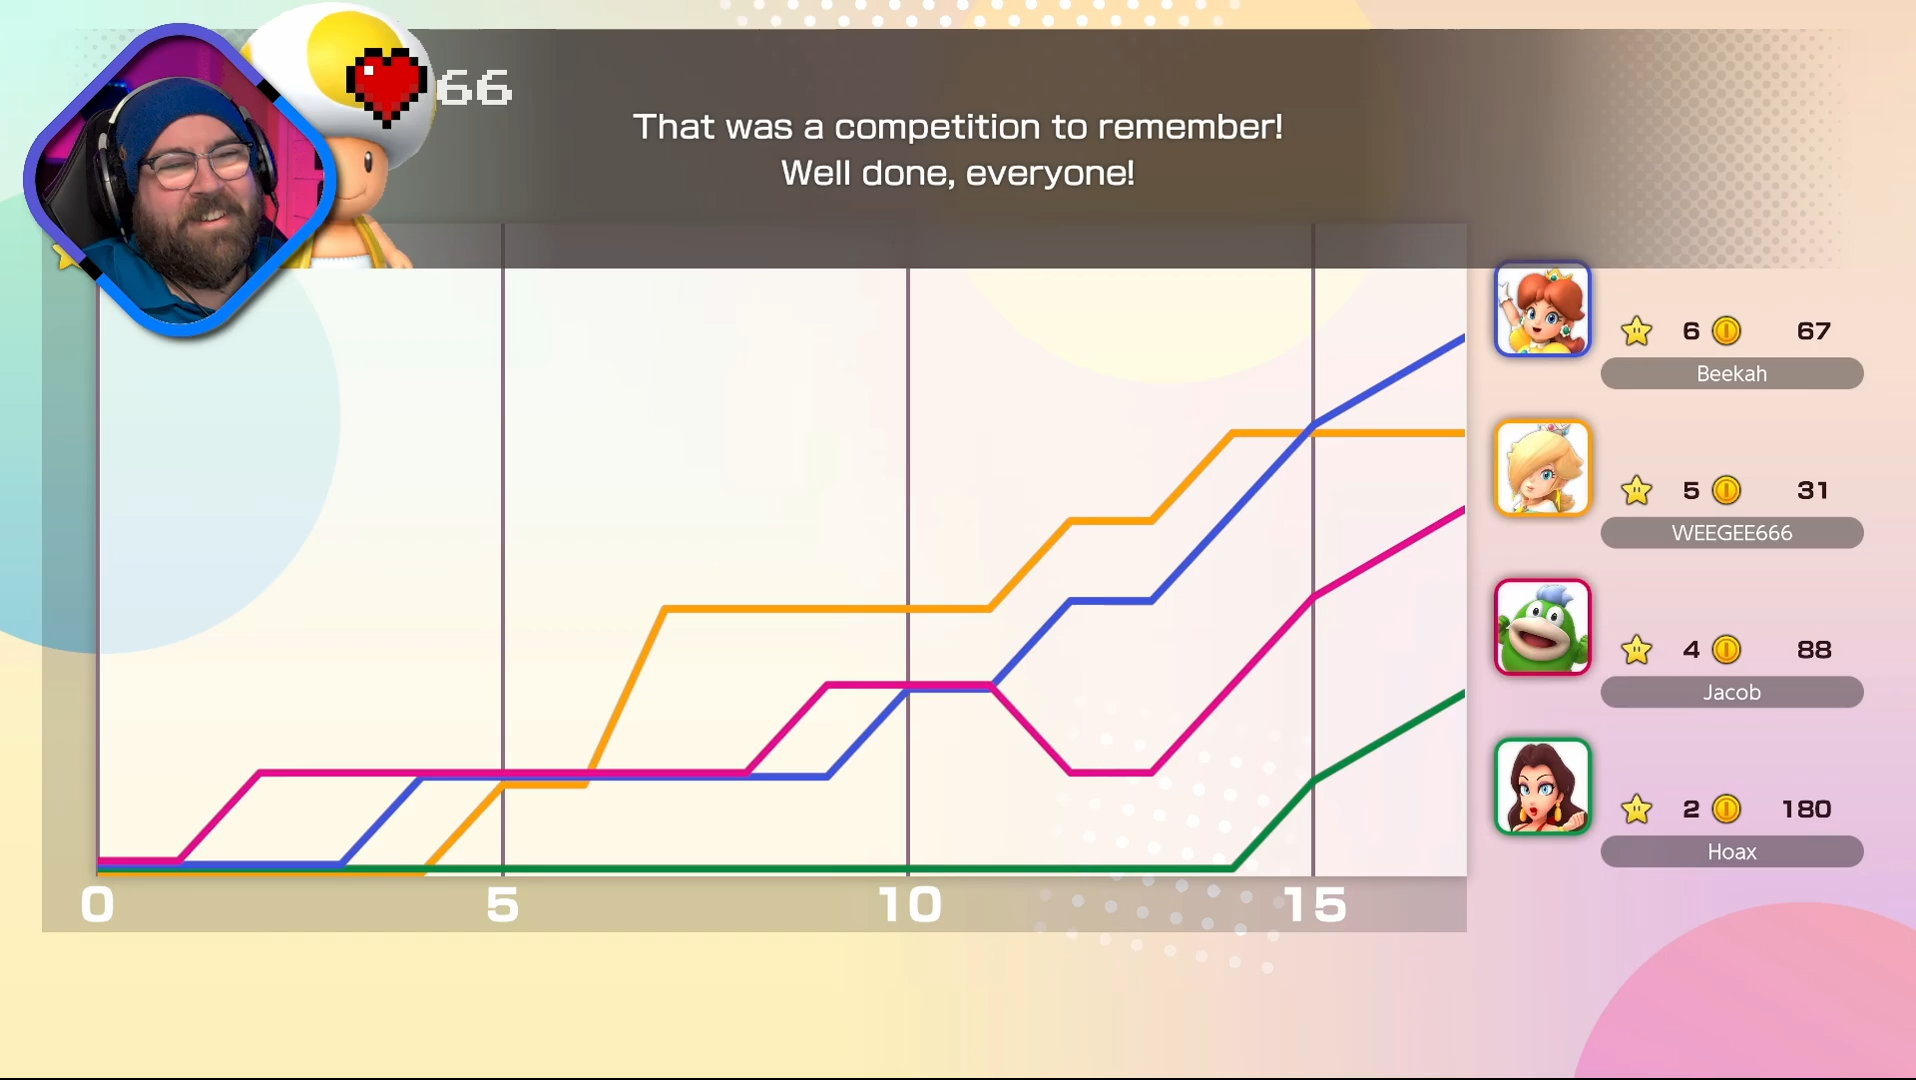 66
That was a competition to remember!
Well done, everyone!
6 67
Beekah
5 31
WEEGEE666
4 88
Jacob
2 180
Hoax
0 5 10 15